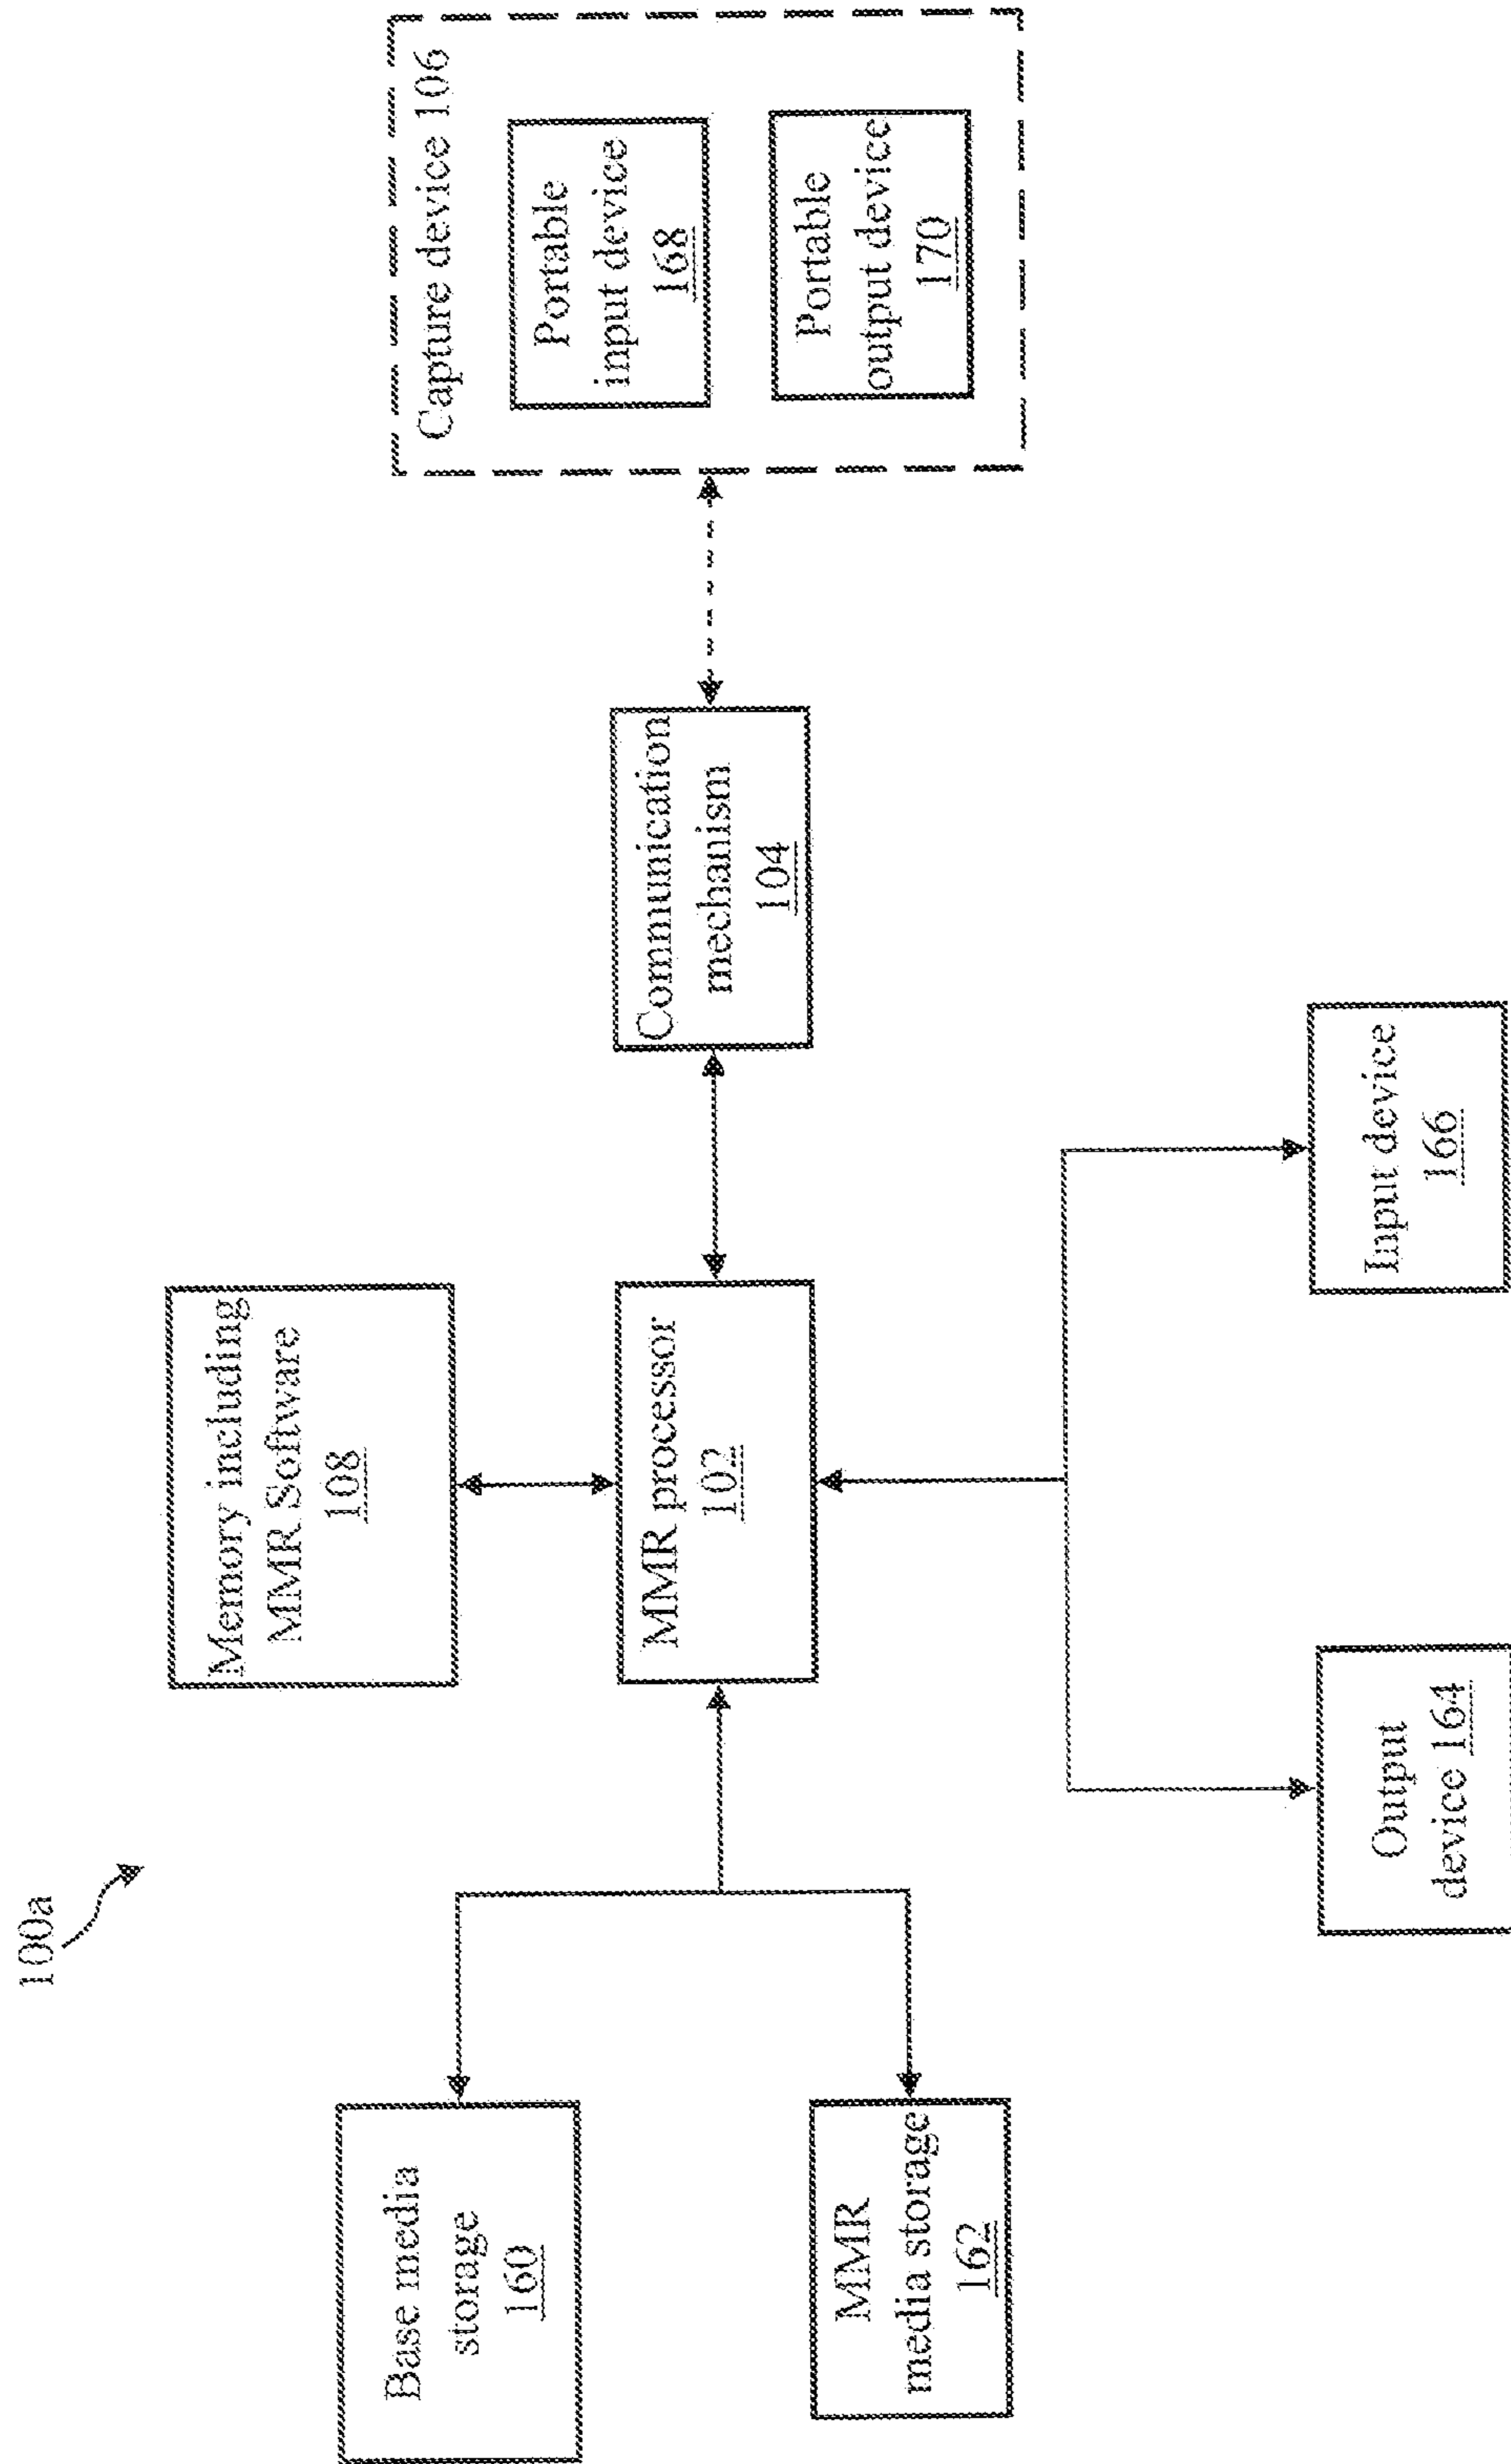 100a
Base media
storage
160
MMR
media storage
162
Memory including
MMR Software
108
MMR processor
102
Output
device 164
Input device
166
Communication
mechanism
104
Capture device 106
Portable
input device
168
Portable
output device
170